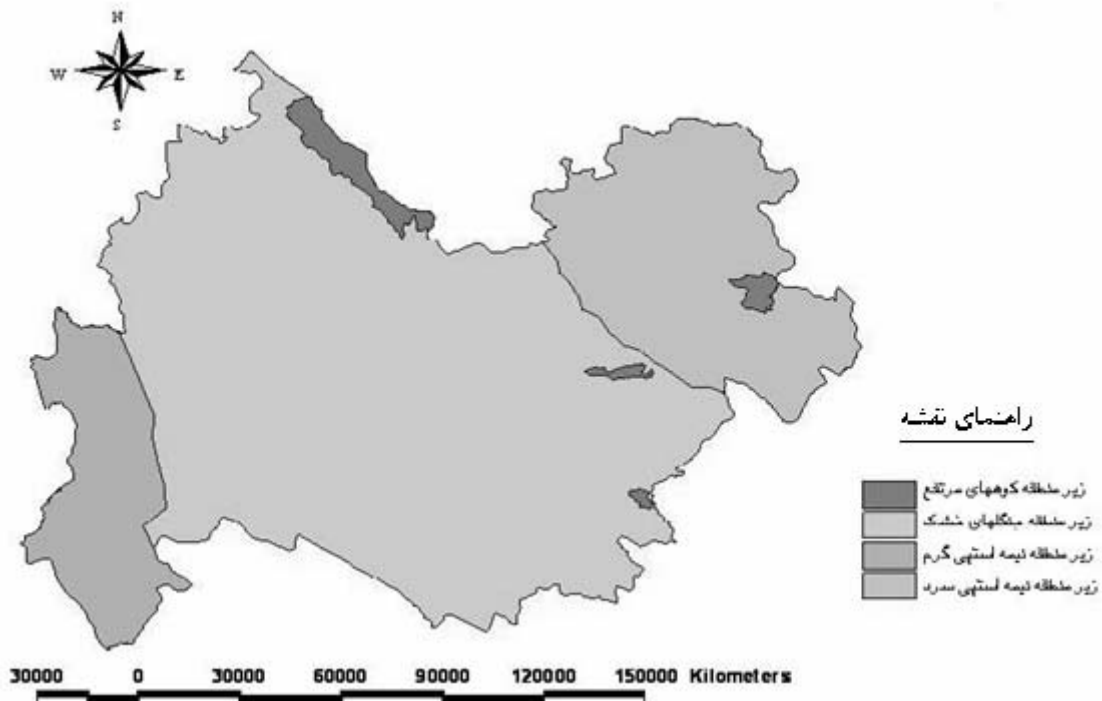 N
W E
S
راهنمای نقشه
زیر منطقه کوههای مرتفع
زیر منطقه جنگلهای خشک
زیر منطقه نیمه استپی گرم
زیر منطقه نیمه استپی سرد
30000 0 30000 60000 90000 120000 150000 Kilometers